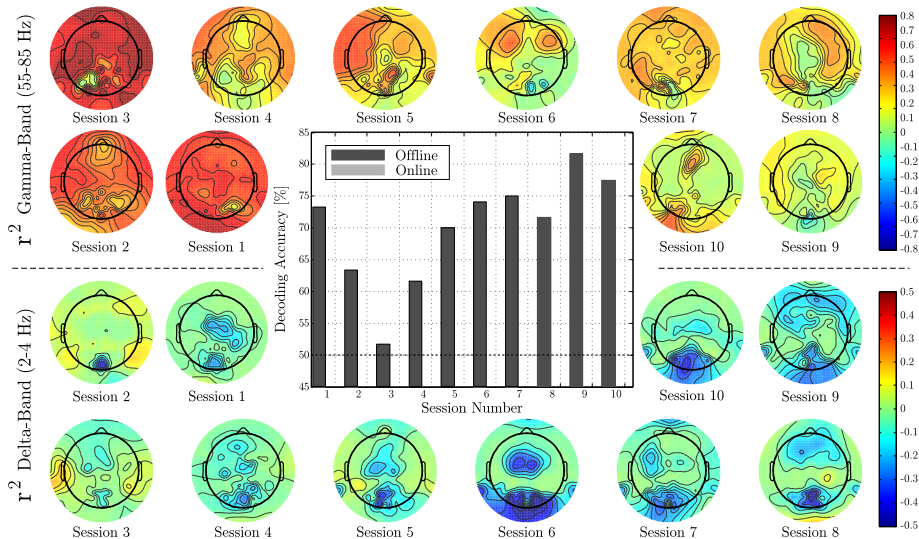 r² Gamma-Band (55-85 Hz)
Session 3
Session 4
Session 5
Session 6
Session 7
Session 8
Session 2
Session 1
Session 10
Session 9
0.8
0.7
0.6
0.5
0.4
0.3
0.2
0.1
0
-0.1
-0.2
-0.3
-0.4
-0.5
-0.6
-0.7
-0.8
Decoding Accuracy [%]
85
80
75
70
65
60
55
50
45
Offline
Online
1 2 3 4 5 6 7 8 9 10
Session Number
r² Delta-Band (2-4 Hz)
Session 2
Session 1
Session 10
Session 9
Session 3
Session 4
Session 5
Session 6
Session 7
Session 8
0.5
0.4
0.3
0.2
0.1
0
-0.1
-0.2
-0.3
-0.4
-0.5